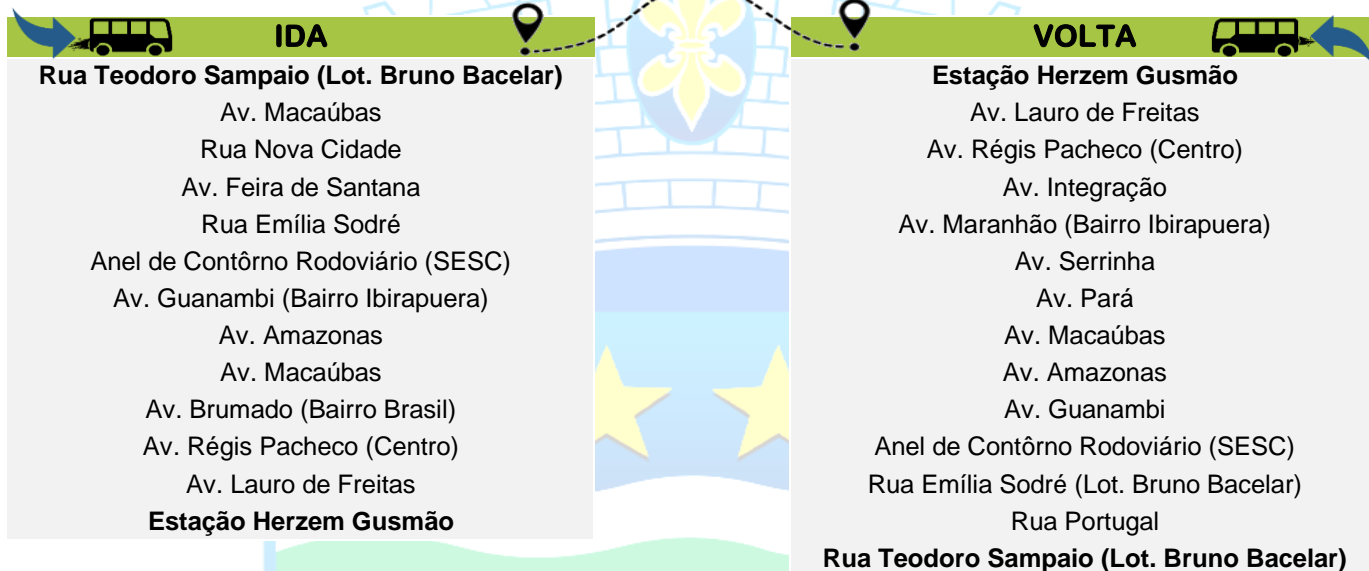 IDA
Rua Teodoro Sampaio (Lot. Bruno Bacelar)
Av. Macaúbas
Rua Nova Cidade
Av. Feira de Santana
Rua Emília Sodré
Anel de Contôrno Rodoviário (SESC)
Av. Guanambi (Bairro Ibirapuera)
Av. Amazonas
Av. Macaúbas
Av. Brumado (Bairro Brasil)
Av. Régis Pacheco (Centro)
Av. Lauro de Freitas
Estação Herzem Gusmão
VOLTA
Estação Herzem Gusmão
Av. Lauro de Freitas
Av. Régis Pacheco (Centro)
Av. Integração
Av. Maranhão (Bairro Ibirapuera)
Av. Serrinha
Av. Pará
Av. Macaúbas
Av. Amazonas
Av. Guanambi
Anel de Contôrno Rodoviário (SESC)
Rua Emília Sodré (Lot. Bruno Bacelar)
Rua Portugal
Rua Teodoro Sampaio (Lot. Bruno Bacelar)